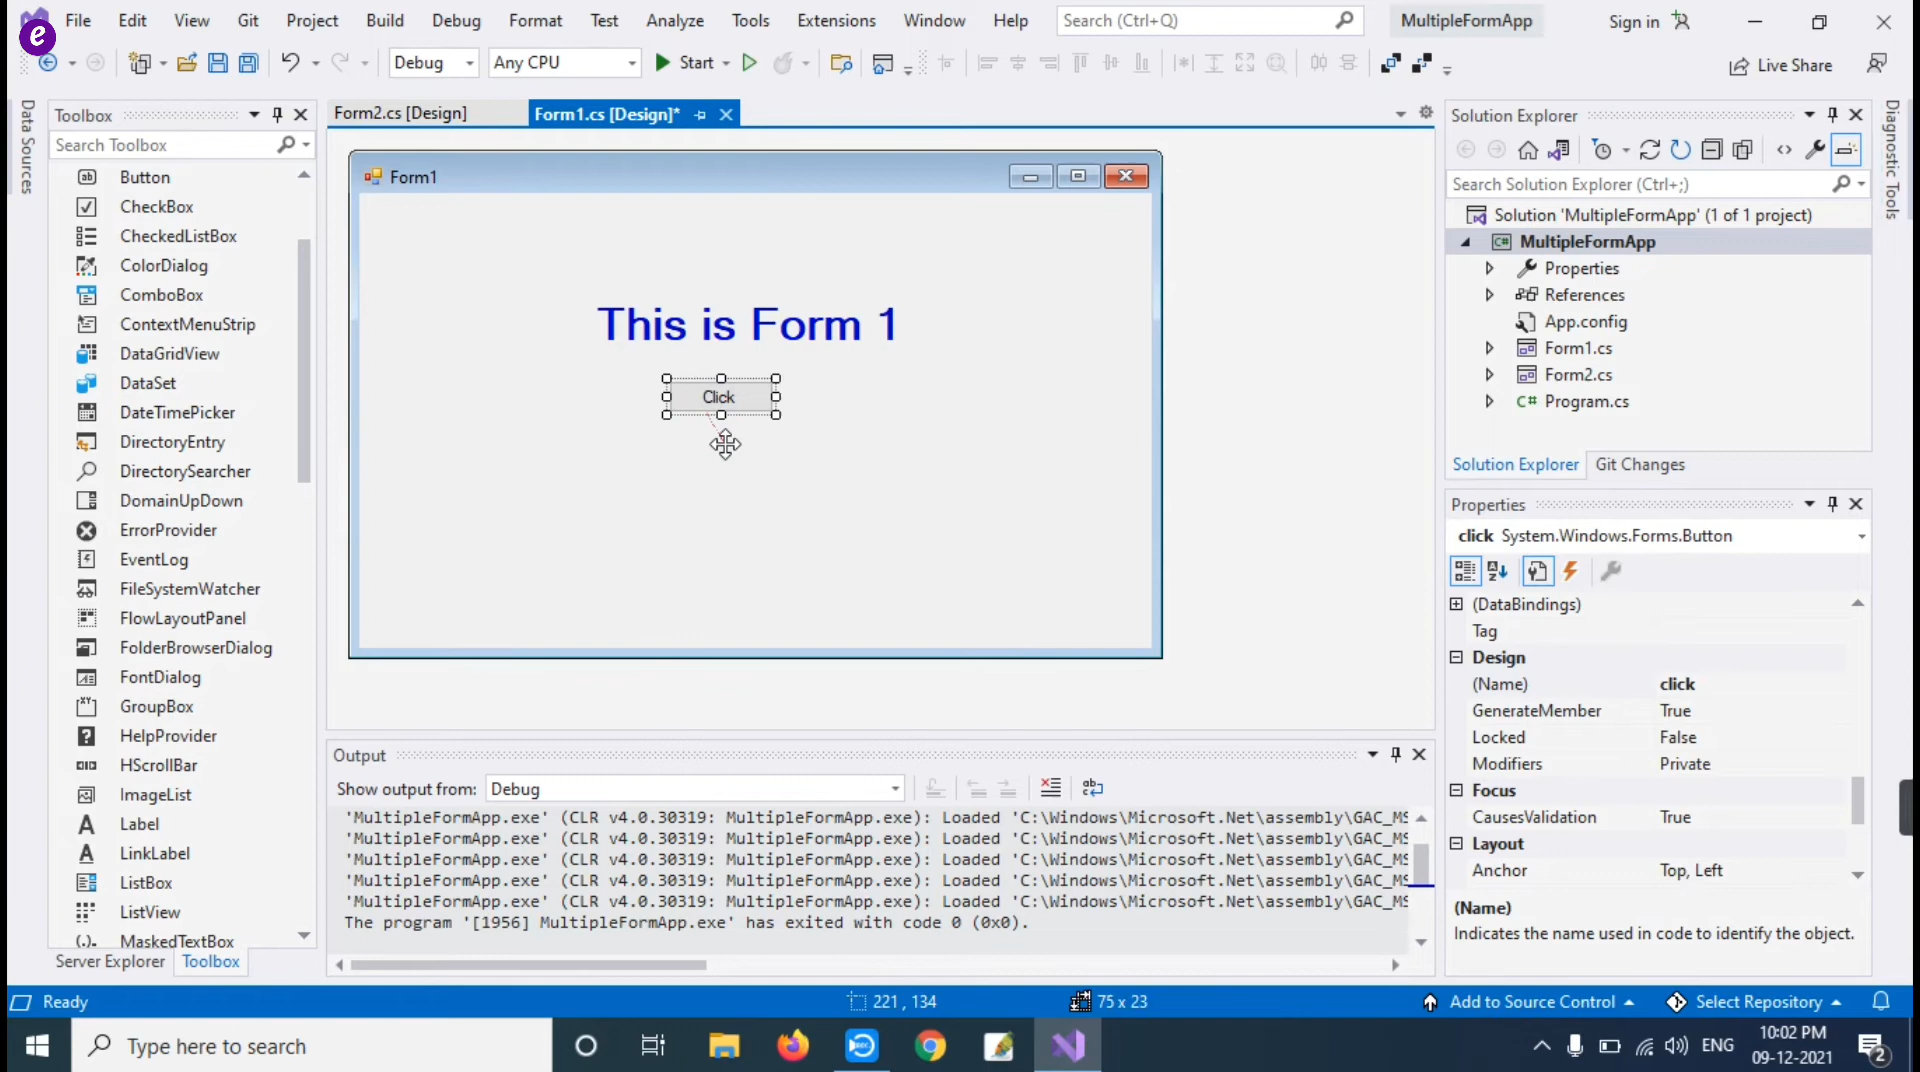 File Edit View Git Project Build Debug Format Test Analyze Tools Extensions Window Help Search (Ctrl+Q) MultipleFormApp Sign in
e
Debug Any CPU Start Live Share
Data Sources
Toolbox
Search Toolbox
Button
CheckBox
CheckedListBox
ColorDialog
ComboBox
ContextMenuStrip
DataGridView
DataSet
DateTimePicker
DirectoryEntry
DirectorySearcher
DomainUpDown
ErrorProvider
EventLog
FileSystemWatcher
FlowLayoutPanel
FolderBrowserDialog
FontDialog
GroupBox
HelpProvider
HScrollBar
ImageList
Label
LinkLabel
ListBox
ListView
MaskedTextBox
Server Explorer Toolbox
Form2.cs [Design] Form1.cs [Design]*
Form1
This is Form 1
Click
Output
Show output from: Debug
'MultipleFormApp.exe' (CLR v4.0.30319: MultipleFormApp.exe): Loaded 'C:\Windows\Microsoft.Net\assembly\GAC_MS
'MultipleFormApp.exe' (CLR v4.0.30319: MultipleFormApp.exe): Loaded 'C:\Windows\Microsoft.Net\assembly\GAC_MS
'MultipleFormApp.exe' (CLR v4.0.30319: MultipleFormApp.exe): Loaded 'C:\Windows\Microsoft.Net\assembly\GAC_MS
'MultipleFormApp.exe' (CLR v4.0.30319: MultipleFormApp.exe): Loaded 'C:\Windows\Microsoft.Net\assembly\GAC_MS
'MultipleFormApp.exe' (CLR v4.0.30319: MultipleFormApp.exe): Loaded 'C:\Windows\Microsoft.Net\assembly\GAC_MS
The program '[1956] MultipleFormApp.exe' has exited with code 0 (0x0).
Solution Explorer
Search Solution Explorer (Ctrl+;)
Solution 'MultipleFormApp' (1 of 1 project)
C# MultipleFormApp
Properties
References
App.config
Form1.cs
Form2.cs
C# Program.cs
Solution Explorer Git Changes
Diagnostic Tools
Properties
click System.Windows.Forms.Button
(DataBindings)
Tag
Design
(Name) click
GenerateMember True
Locked False
Modifiers Private
Focus
CausesValidation True
Layout
Anchor Top, Left
(Name)
Indicates the name used in code to identify the object.
Ready 221 , 134 75 x 23 Add to Source Control Select Repository
Type here to search ENG 10:02 PM
09-12-2021
2